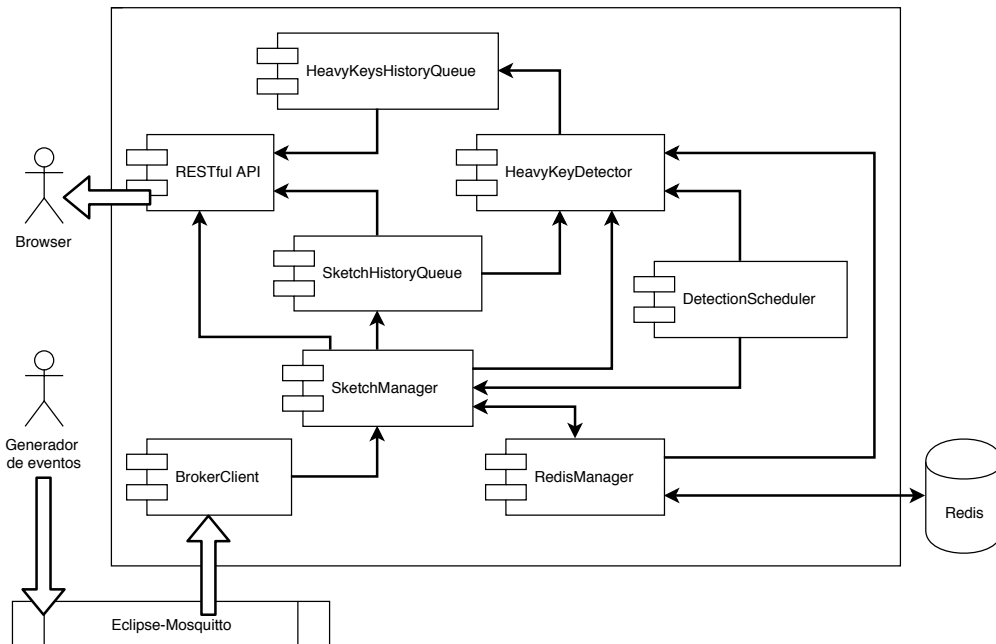 HeavyKeysHistoryQueue
RESTful API
HeavyKeyDetector
Browser
SketchHistoryQueue
DetectionScheduler
SketchManager
Generador
de eventos
BrokerClient
RedisManager
Redis
Eclipse-Mosquitto